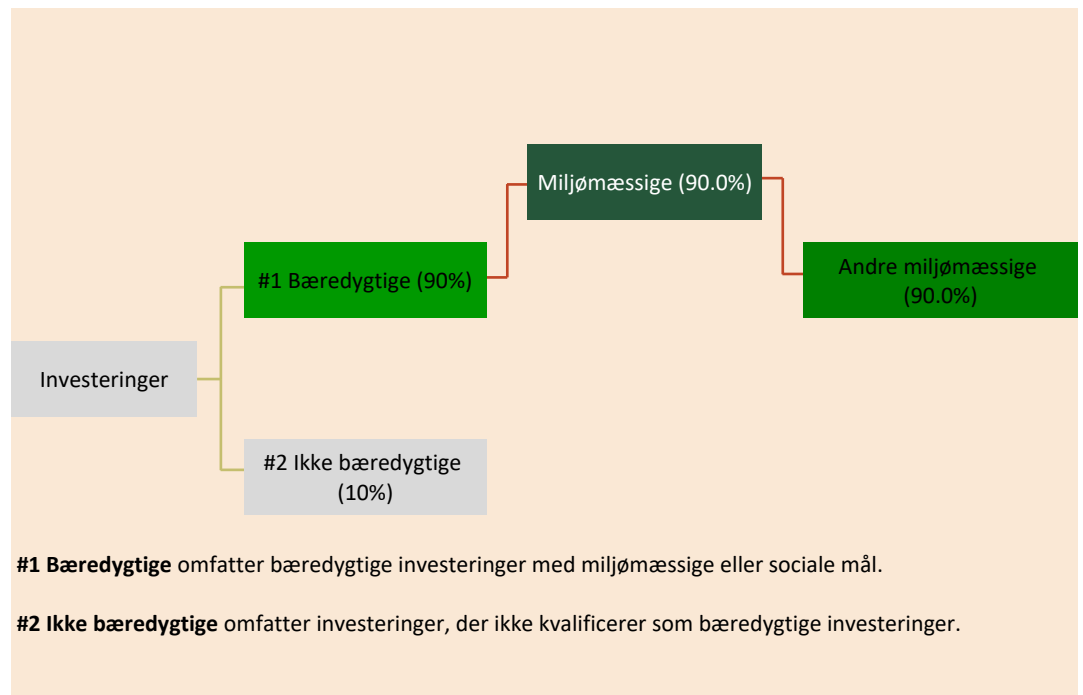 Miljømæssige (90.0%)
#1 Bæredygtige (90%)
Andre miljømæssige
(90.0%)
Investeringer
#2 Ikke bæredygtige
(10%)
#1 Bæredygtige omfatter bæredygtige investeringer med miljømæssige eller sociale mål.
#2 Ikke bæredygtige omfatter investeringer, der ikke kvalificerer som bæredygtige investeringer.